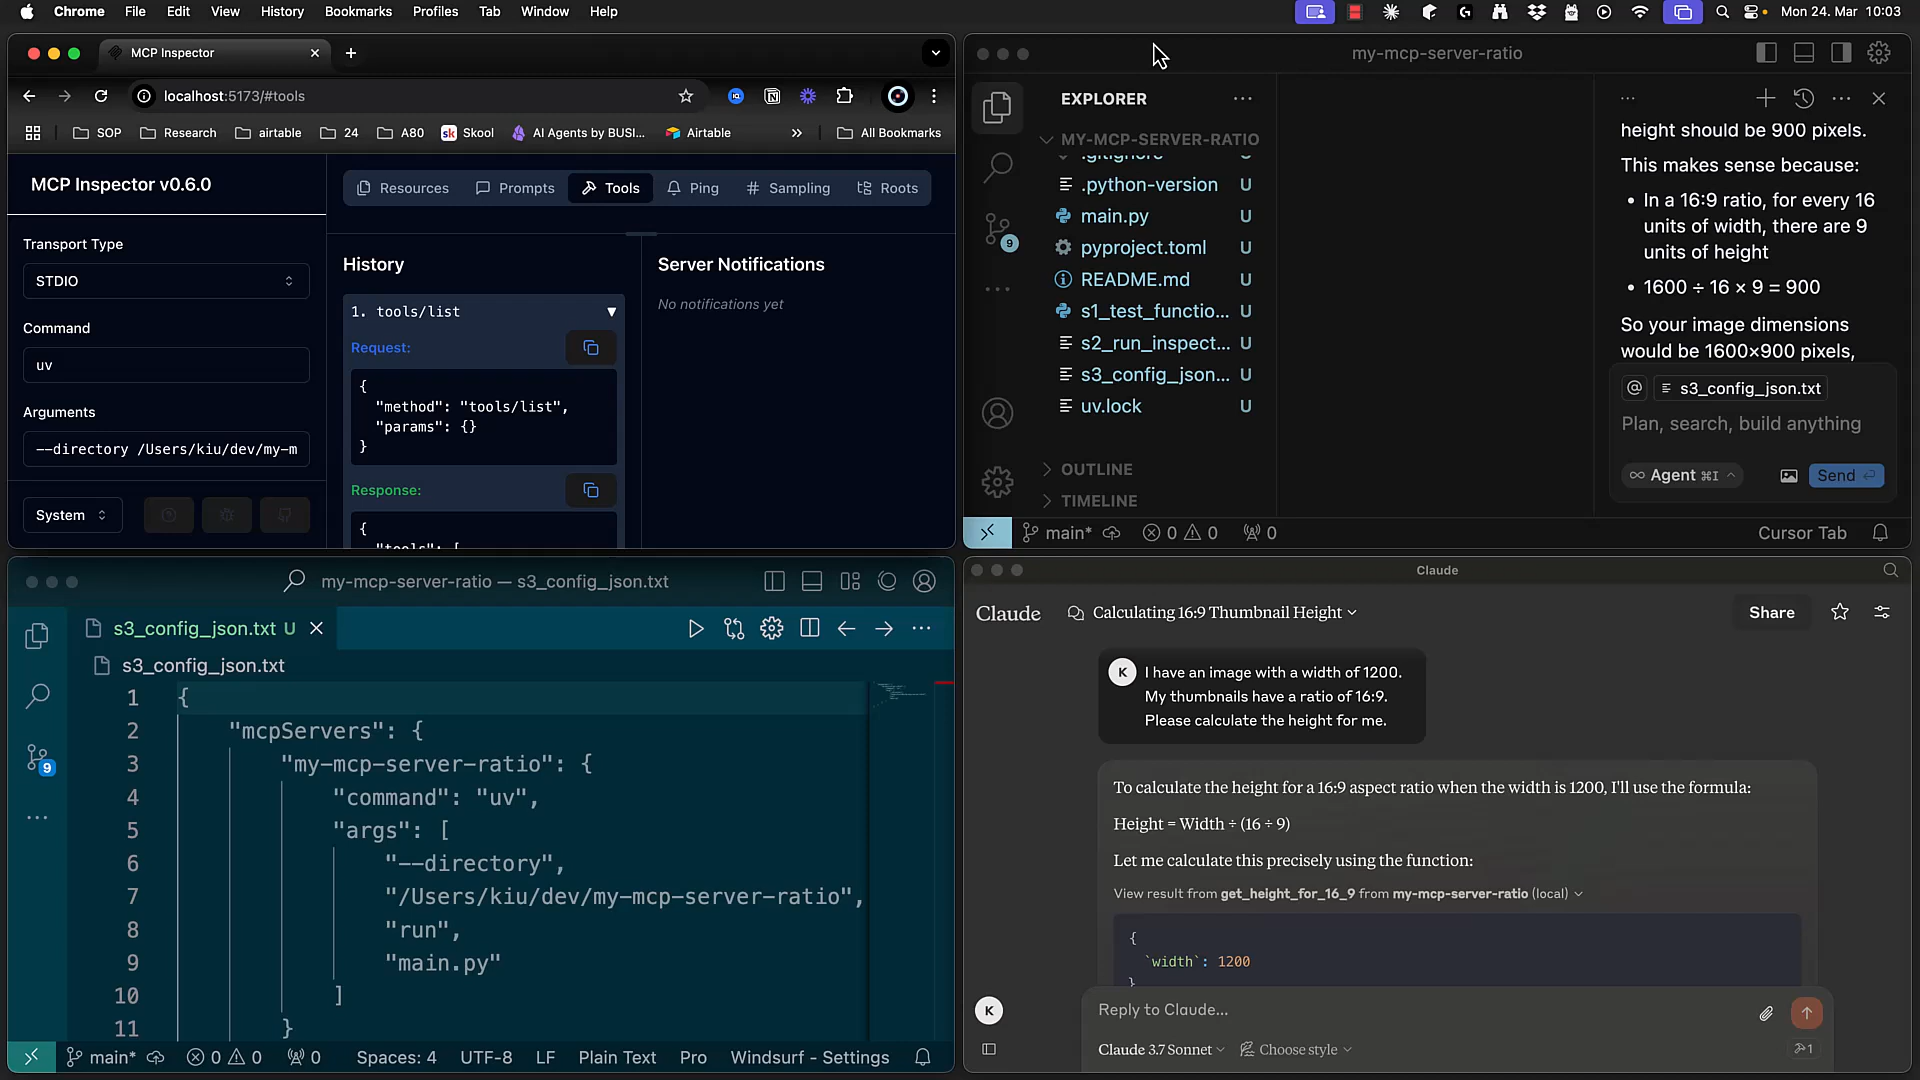 Chrome File Edit View History Bookmarks Profiles Tab Window Help
Mon 24. Mar 10:03
MCP Inspector
localhost:5173/#tools
SOP Research airtable 24 A80 Skool AI Agents by BUSI... Airtable » All Bookmarks
MCP Inspector v0.6.0
Transport Type
STDIO
Command
uv
Arguments
--directory /Users/kiu/dev/my-m
System
Resources Prompts Tools Ping Sampling Roots
History
1. tools/list
Request:
{
"method": "tools/list",
"params": {}
}
Response:
{
"tools": [
Server Notifications
No notifications yet
my-mcp-server-ratio
EXPLORER
MY-MCP-SERVER-RATIO
.gitignore
.python-version U
main.py U
pyproject.toml U
README.md U
s1_test_functio... U
s2_run_inspect... U
s3_config_json... U
uv.lock U
OUTLINE
TIMELINE
9
height should be 900 pixels.
This makes sense because:
• In a 16:9 ratio, for every 16
units of width, there are 9
units of height
• 1600 ÷ 16 × 9 = 900
So your image dimensions
would be 1600×900 pixels,
@ s3_config_json.txt
Plan, search, build anything
∞ Agent ⌘I Send
main* 0 0 0 Cursor Tab
my-mcp-server-ratio — s3_config_json.txt
s3_config_json.txt U
s3_config_json.txt
9
1 {
2 "mcpServers": {
3 "my-mcp-server-ratio": {
4 "command": "uv",
5 "args": [
6 "--directory",
7 "/Users/kiu/dev/my-mcp-server-ratio",
8 "run",
9 "main.py"
10 ]
11 }
main* 0 0 0 Spaces: 4 UTF-8 LF Plain Text Pro Windsurf - Settings
Claude
Claude Calculating 16:9 Thumbnail Height Share
K I have an image with a width of 1200.
My thumbnails have a ratio of 16:9.
Please calculate the height for me.
To calculate the height for a 16:9 aspect ratio when the width is 1200, I'll use the formula:
Height = Width ÷ (16 ÷ 9)
Let me calculate this precisely using the function:
View result from get_height_for_16_9 from my-mcp-server-ratio (local)
{
`width`: 1200
}
K
Reply to Claude...
Claude 3.7 Sonnet Choose style
1